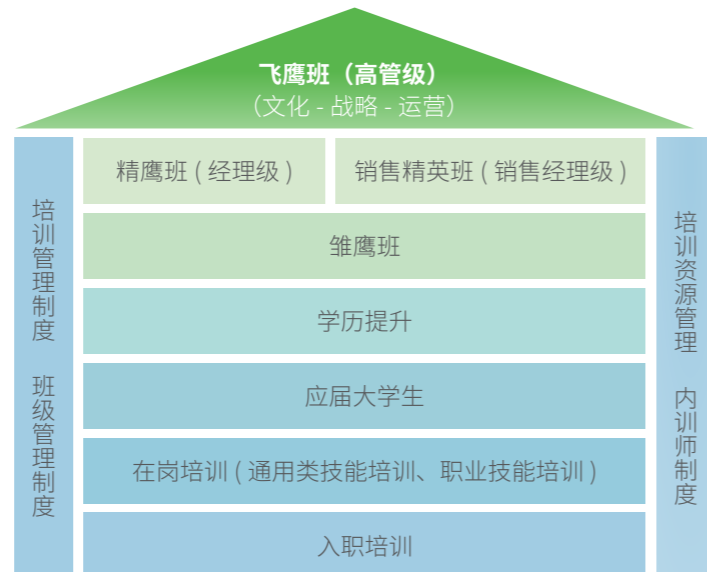 飞鹰班（高管级）
（文化 - 战略 - 运营）
精鹰班 ( 经理级 )
销售精英班 ( 销售经理级 )
雏鹰班
学历提升
应届大学生
在岗培训 ( 通用类技能培训、职业技能培训 )
入职培训
培训管理制度
班级管理制度
培训资源管理
内训师制度